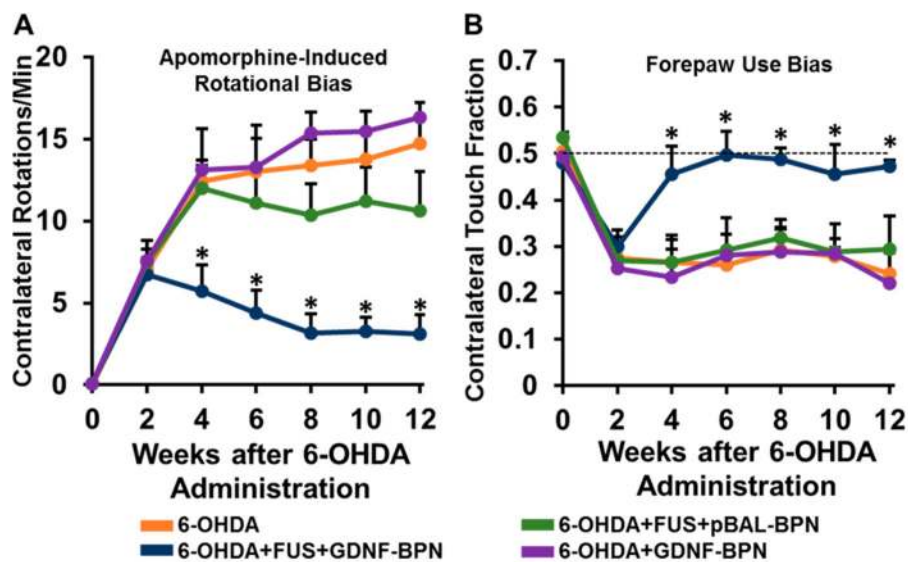 A
Apomorphine-Induced
Rotational Bias
Contralateral Rotations/Min
20
15
10
5
0
0 2 4 6 8 10 12
* * * * *
Weeks after 6-OHDA
Administration
B
Forepaw Use Bias
Contralateral Touch Fraction
0.7
0.6
0.5
0.4
0.3
0.2
0.1
0
0 2 4 6 8 10 12
* * * * *
Weeks after 6-OHDA
Administration
6-OHDA
6-OHDA+FUS+GDNF-BPN
6-OHDA+FUS+pBAL-BPN
6-OHDA+GDNF-BPN